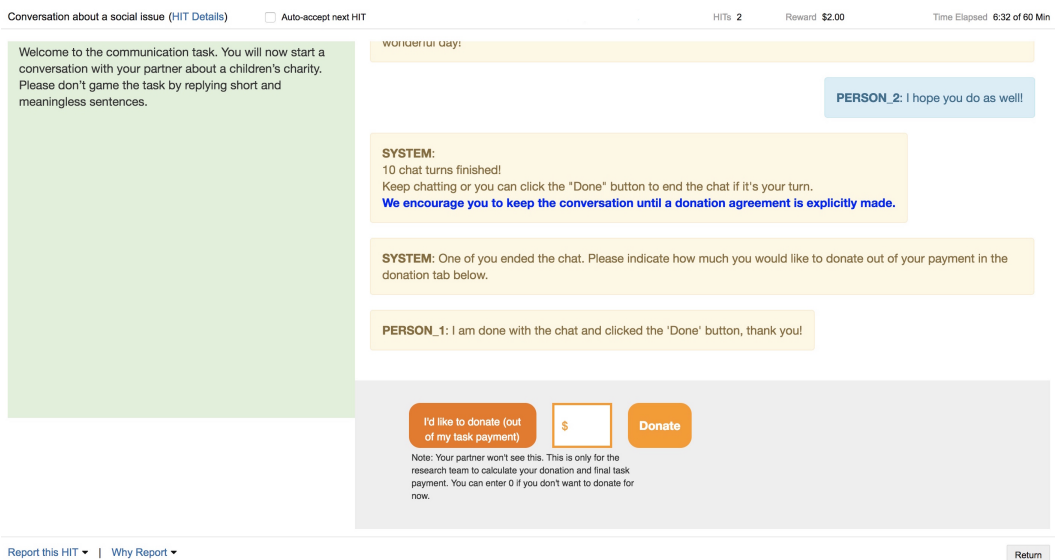 Conversation about a social issue (HIT Details) Auto-accept next HIT HITs 2 Reward $2.00 Time Elapsed 6:32 of 60 Min
Welcome to the communication task. You will now start a
conversation with your partner about a children's charity.
Please don't game the task by replying short and
meaningless sentences.
wonderful day!
PERSON_2: I hope you do as well!
SYSTEM:
10 chat turns finished!
Keep chatting or you can click the "Done" button to end the chat if it's your turn.
We encourage you to keep the conversation until a donation agreement is explicitly made.
SYSTEM: One of you ended the chat. Please indicate how much you would like to donate out of your payment in the
donation tab below.
PERSON_1: I am done with the chat and clicked the 'Done' button, thank you!
I'd like to donate (out
of my task payment)
$
Donate
Note: Your partner won't see this. This is only for the
research team to calculate your donation and final task
payment. You can enter 0 if you don't want to donate for
now.
Report this HIT | Why Report
Return